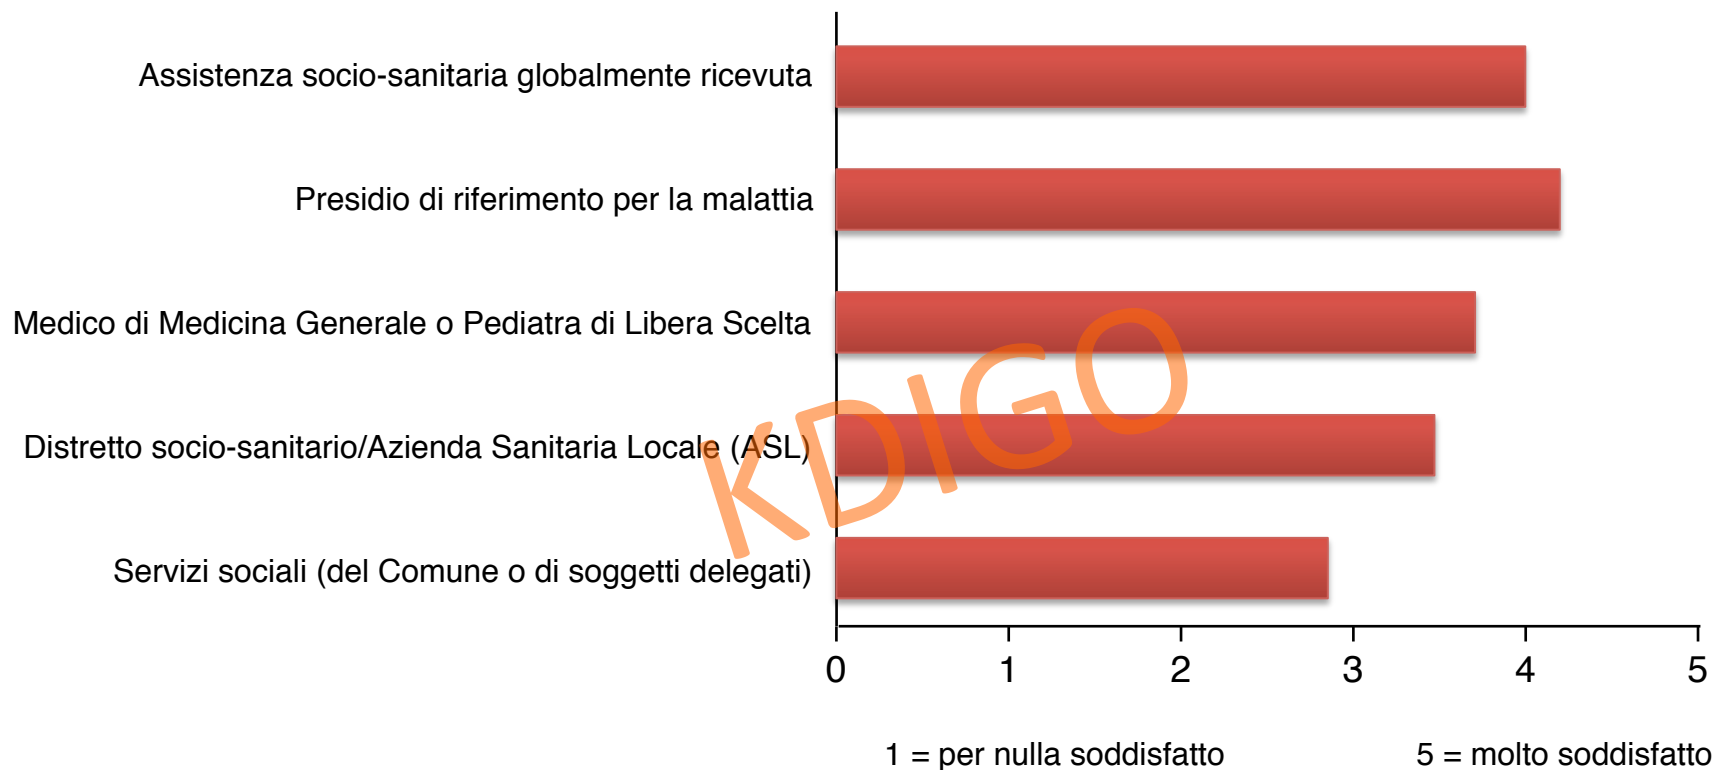 Assistenza socio-sanitaria globalmente ricevuta
Presidio di riferimento per la malattia
Medico di Medicina Generale o Pediatra di Libera Scelta
Distretto socio-sanitario/Azienda Sanitaria Locale (ASL)
Servizi sociali (del Comune o di soggetti delegati)
KDIGO
0 1 2 3 4 5
1 = per nulla soddisfatto 5 = molto soddisfatto